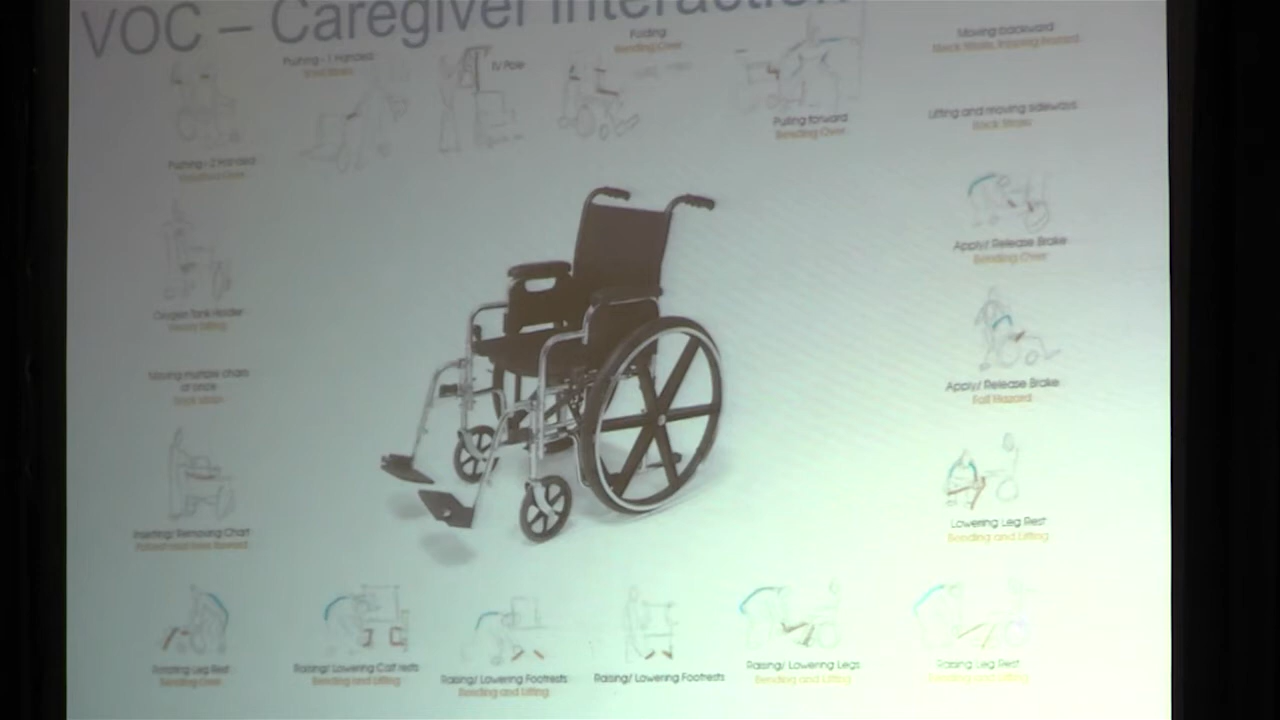 VOC – Caregiver Interaction
Pushing - 1 Handed
IV Pole
Folding
Bending Over
Pulling forward
Bending Over
Moving backward
Lifting and moving sideways
Back Strain
Pushing - 2 Handed
Oxygen Tank Holder
Heavy lifting
Moving multiple chairs
at once
Back strain
Inserting/ Removing Chart
Apply/ Release Brake
Bending Over
Apply/ Release Brake
Fall Hazard
Lowering Leg Rest
Bending and Lifting
Rotating Leg Rest
Bending Over
Raising/ Lowering Calf rests
Bending and Lifting
Raising/ Lowering Footrests
Bending and Lifting
Raising/ Lowering Footrests
Raising/ Lowering Legs
Bending and Lifting
Raising Leg Rest
Bending and Lifting